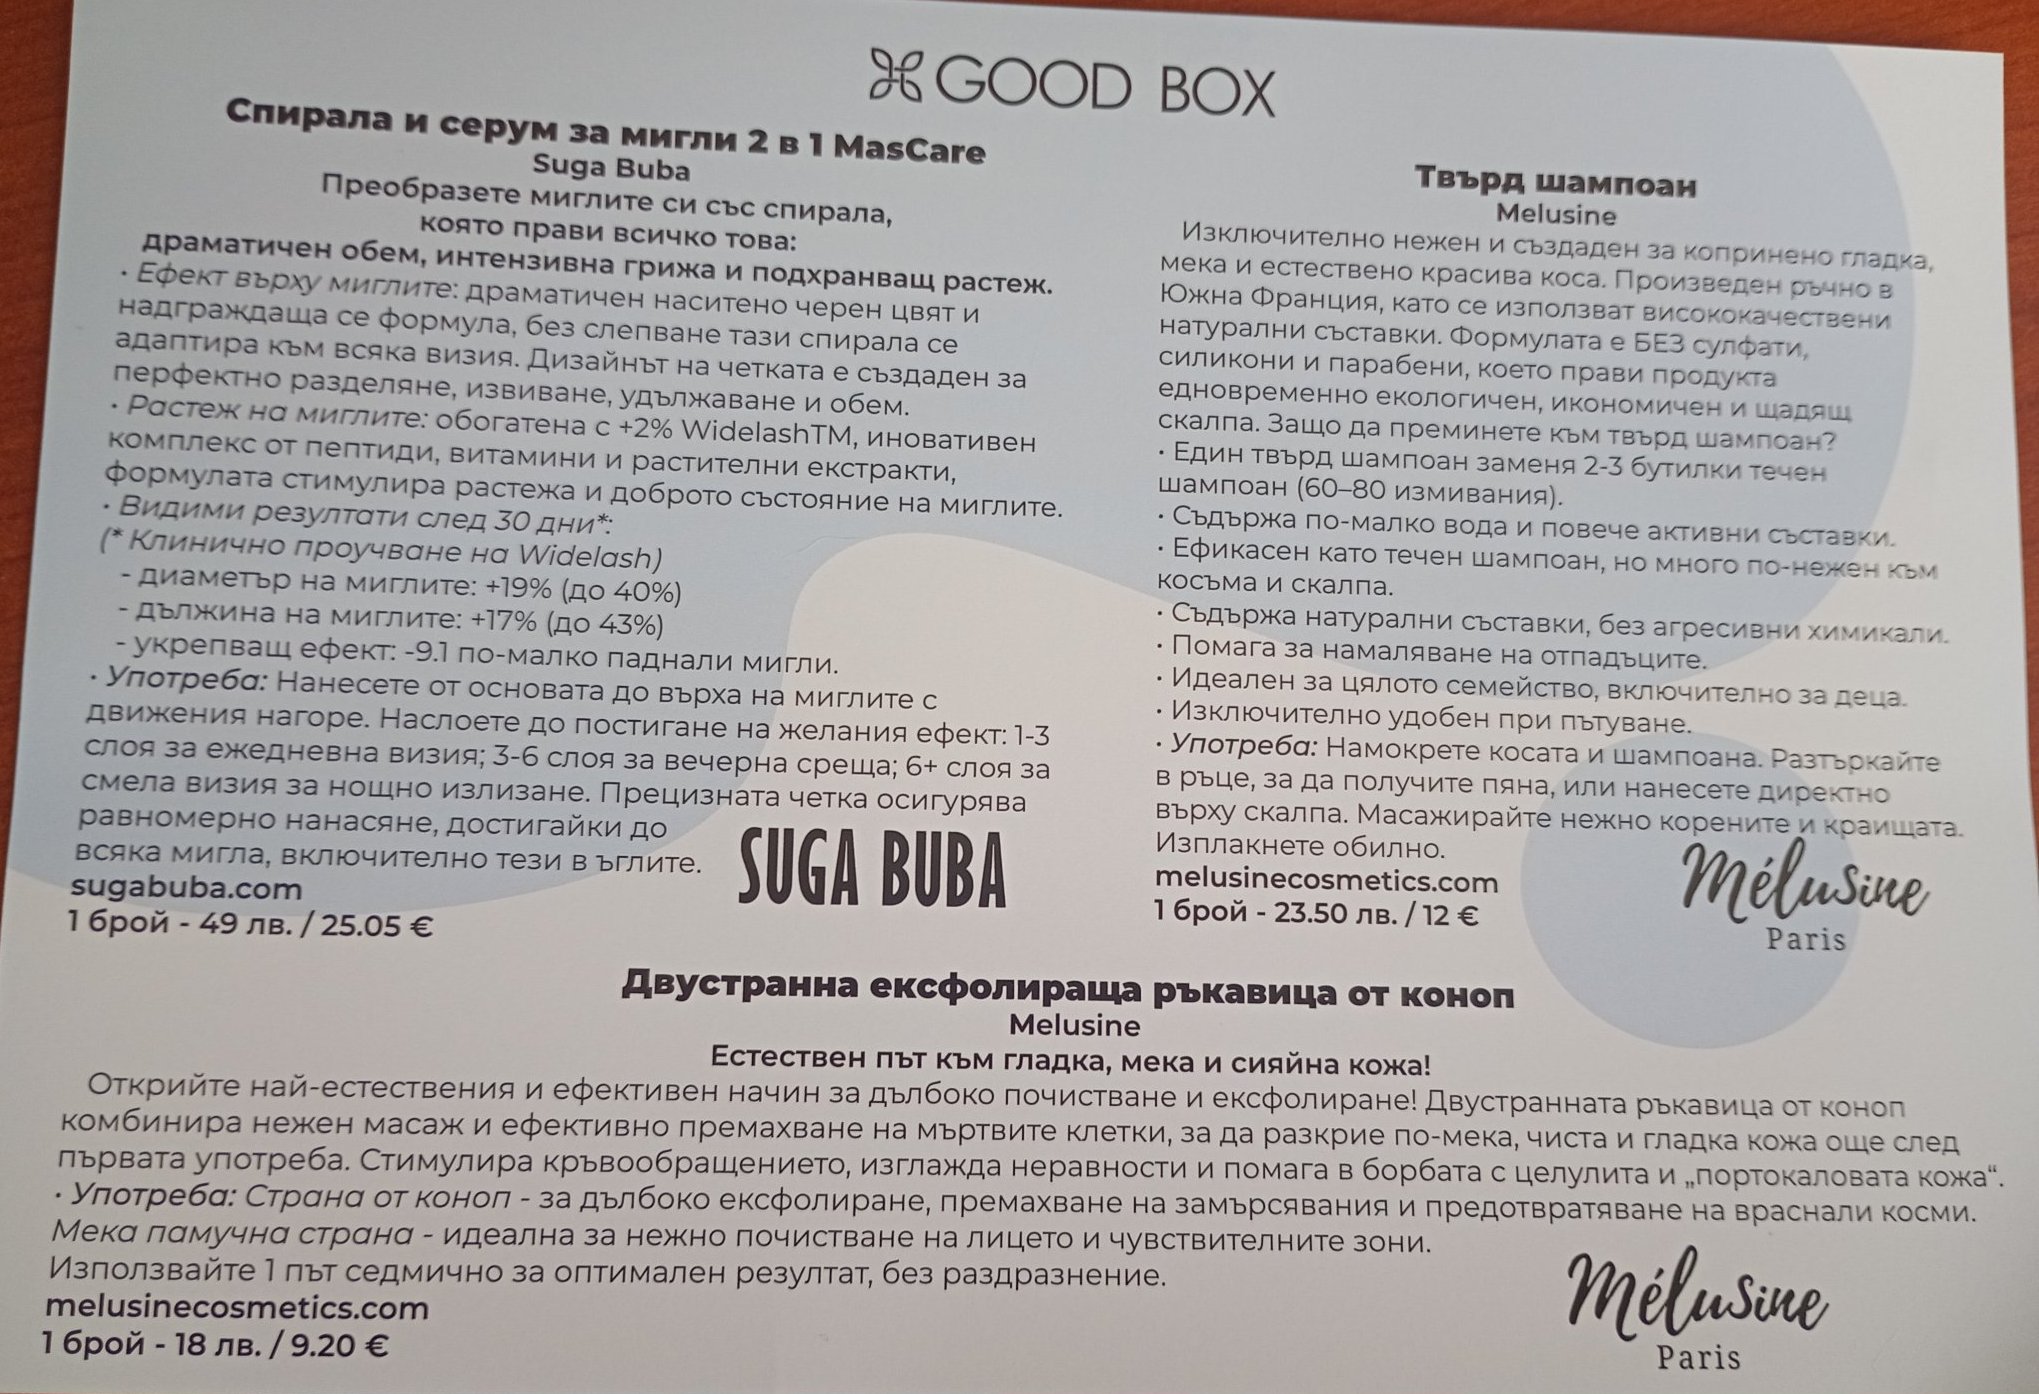 GOOD BOX
Спирала и серум за мигли 2 в 1 MasCare
Suga Buba
Преобразете миглите си със спирала,
която прави всичко това:
драматичен обем, интензивна грижа и подхранващ растеж.
· Ефект върху миглите: драматичен наситено черен цвят и
надграждаща се формула, без слепване тази спирала се
адаптира към всяка визия. Дизайнът на четката е създаден за
перфектно разделяне, извиване, удължаване и обем.
· Растеж на миглите: обогатена с +2% WidelashTM, иновативен
комплекс от пептиди, витамини и растителни екстракти,
формулата стимулира растежа и доброто състояние на миглите.
· Видими резултати след 30 дни*:
(* Клинично проучване на Widelash)
- диаметър на миглите: +19% (до 40%)
- дължина на миглите: +17% (до 43%)
- укрепващ ефект: -9.1 по-малко паднали мигли.
· Употреба: Нанесете от основата до върха на миглите с
движения нагоре. Наслоете до постигане на желания ефект: 1-3
слоя за ежедневна визия; 3-6 слоя за вечерна среща; 6+ слоя за
смела визия за нощно излизане. Прецизната четка осигурява
равномерно нанасяне, достигайки до
всяка мигла, включително тези в ъглите.
sugabuba.com
1 брой - 49 лв. / 25.05 €
SUGA BUBA
Твърд шампоан
Melusine
Изключително нежен и създаден за копринено гладка,
мека и естествено красива коса. Произведен ръчно в
Южна Франция, като се използват висококачествени
натурални съставки. Формулата е БЕЗ сулфати,
силикони и парабени, което прави продукта
едновременно екологичен, икономичен и щадящ
скалпа. Защо да преминете към твърд шампоан?
· Един твърд шампоан заменя 2-3 бутилки течен
шампоан (60–80 измивания).
· Съдържа по-малко вода и повече активни съставки.
· Ефикасен като течен шампоан, но много по-нежен към
косъма и скалпа.
· Съдържа натурални съставки, без агресивни химикали.
· Помага за намаляване на отпадъците.
· Идеален за цялото семейство, включително за деца.
· Изключително удобен при пътуване.
· Употреба: Намокрете косата и шампоана. Разтъркайте
в ръце, за да получите пяна, или нанесете директно
върху скалпа. Масажирайте нежно корените и краищата.
Изплакнете обилно.
melusinecosmetics.com
1 брой - 23.50 лв. / 12 €
Mélusine
Paris
Двустранна ексфолираща ръкавица от коноп
Melusine
Естествен път към гладка, мека и сияйна кожа!
Открийте най-естествения и ефективен начин за дълбоко почистване и ексфолиране! Двустранната ръкавица от коноп
комбинира нежен масаж и ефективно премахване на мъртвите клетки, за да разкрие по-мека, чиста и гладка кожа още след
първата употреба. Стимулира кръвообращението, изглажда неравности и помага в борбата с целулита и „портокаловата кожа“.
· Употреба: Страна от коноп - за дълбоко ексфолиране, премахване на замърсявания и предотвратяване на враснали косми.
Мека памучна страна - идеална за нежно почистване на лицето и чувствителните зони.
Използвайте 1 път седмично за оптимален резултат, без раздразнение.
melusinecosmetics.com
1 брой - 18 лв. / 9.20 €
Mélusine
Paris